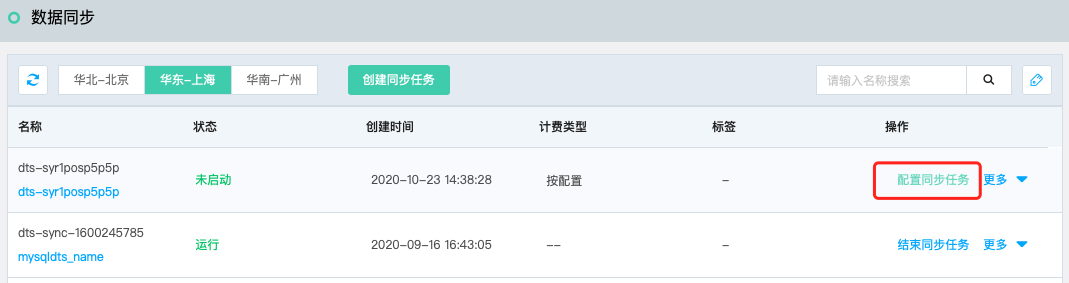 数据同步
华北-北京 华东-上海 华南-广州 创建同步任务 请输入名称搜索
名称 状态 创建时间 计费类型 标签 操作
dts-syr1posp5p5p
dts-syr1posp5p5p
未启动 2020-10-23 14:38:28 按配置 - 配置同步任务 更多
dts-sync-1600245785
mysqldts_name
运行 2020-09-16 16:43:05 -- - 结束同步任务 更多